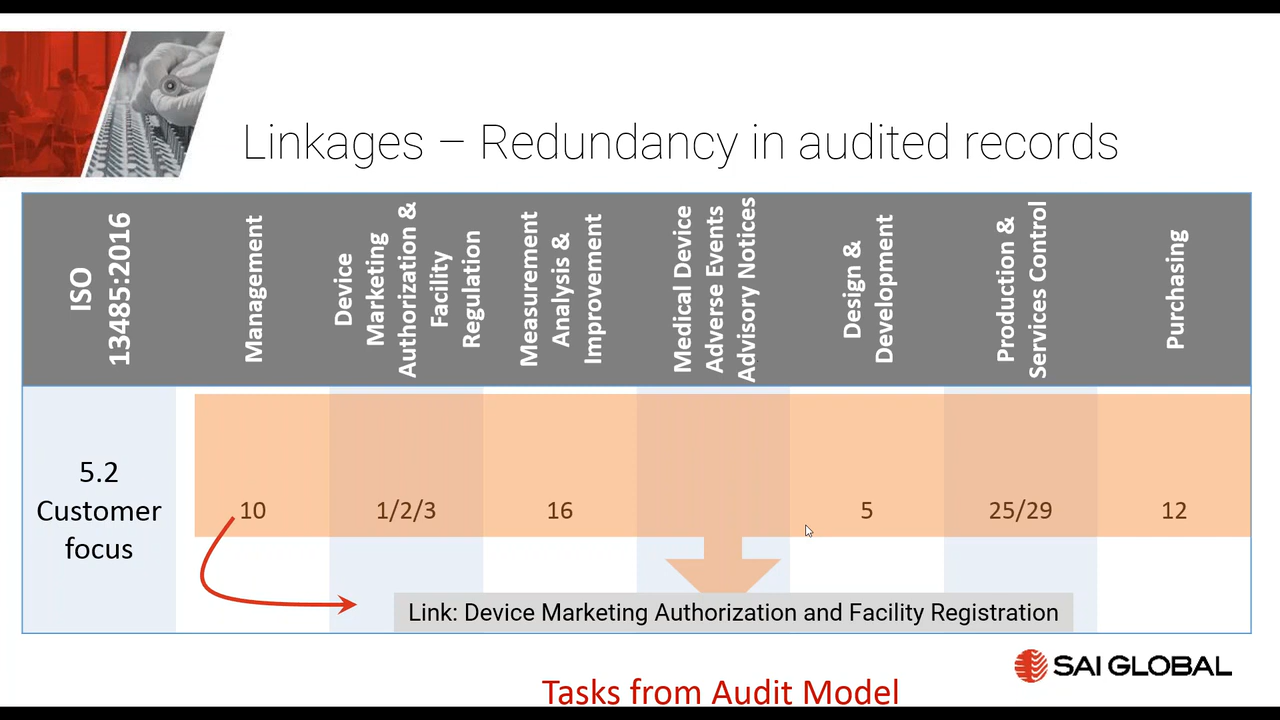 Linkages – Redundancy in audited records
ISO
13485:2016
Management
Device
Marketing
Authorization &
Facility
Regulation
Measurement
Analysis &
Improvement
Medical Device
Adverse Events
Advisory Notices
Design &
Development
Production &
Services Control
Purchasing
5.2
Customer
focus
10
1/2/3
16
5
25/29
12
Link: Device Marketing Authorization and Facility Registration
SAI GLOBAL
Tasks from Audit Model